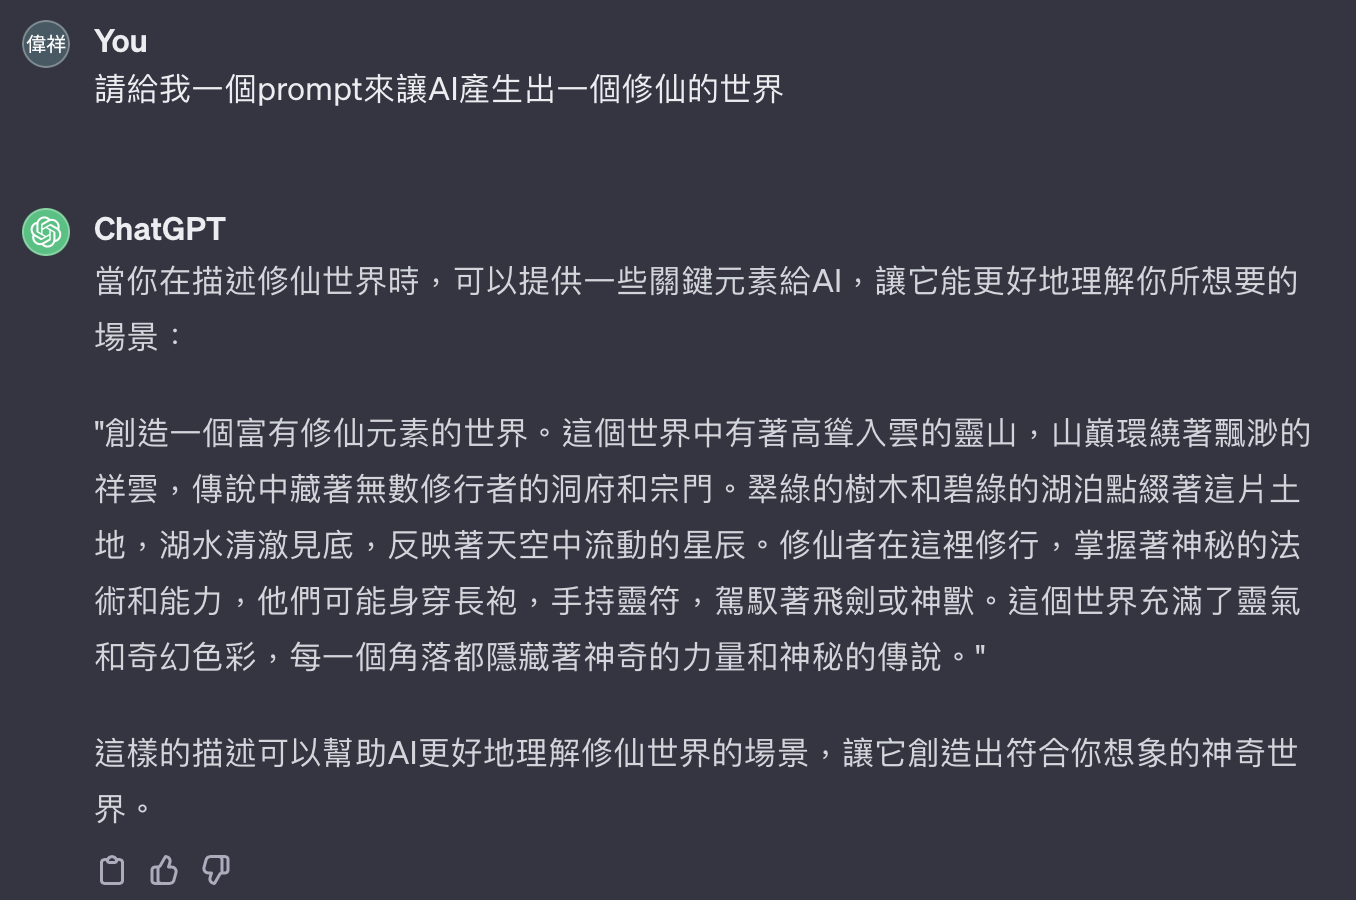 偉祥
You
請給我一個prompt來讓AI產生出一個修仙的世界
ChatGPT
當你在描述修仙世界時，可以提供一些關鍵元素給AI，讓它能更好地理解你所想要的
場景：
"創造一個富有修仙元素的世界。這個世界中有著高聳入雲的靈山，山巔環繞著飄渺的
祥雲，傳說中藏著無數修行者的洞府和宗門。翠綠的樹木和碧綠的湖泊點綴著這片土
地，湖水清澈見底，反映著天空中流動的星辰。修仙者在這裡修行，掌握著神秘的法
術和能力，他們可能身穿長袍，手持靈符，駕馭著飛劍或神獸。這個世界充滿了靈氣
和奇幻色彩，每一個角落都隱藏著神奇的力量和神秘的傳說。"
這樣的描述可以幫助AI更好地理解修仙世界的場景，讓它創造出符合你想象的神奇世
界。